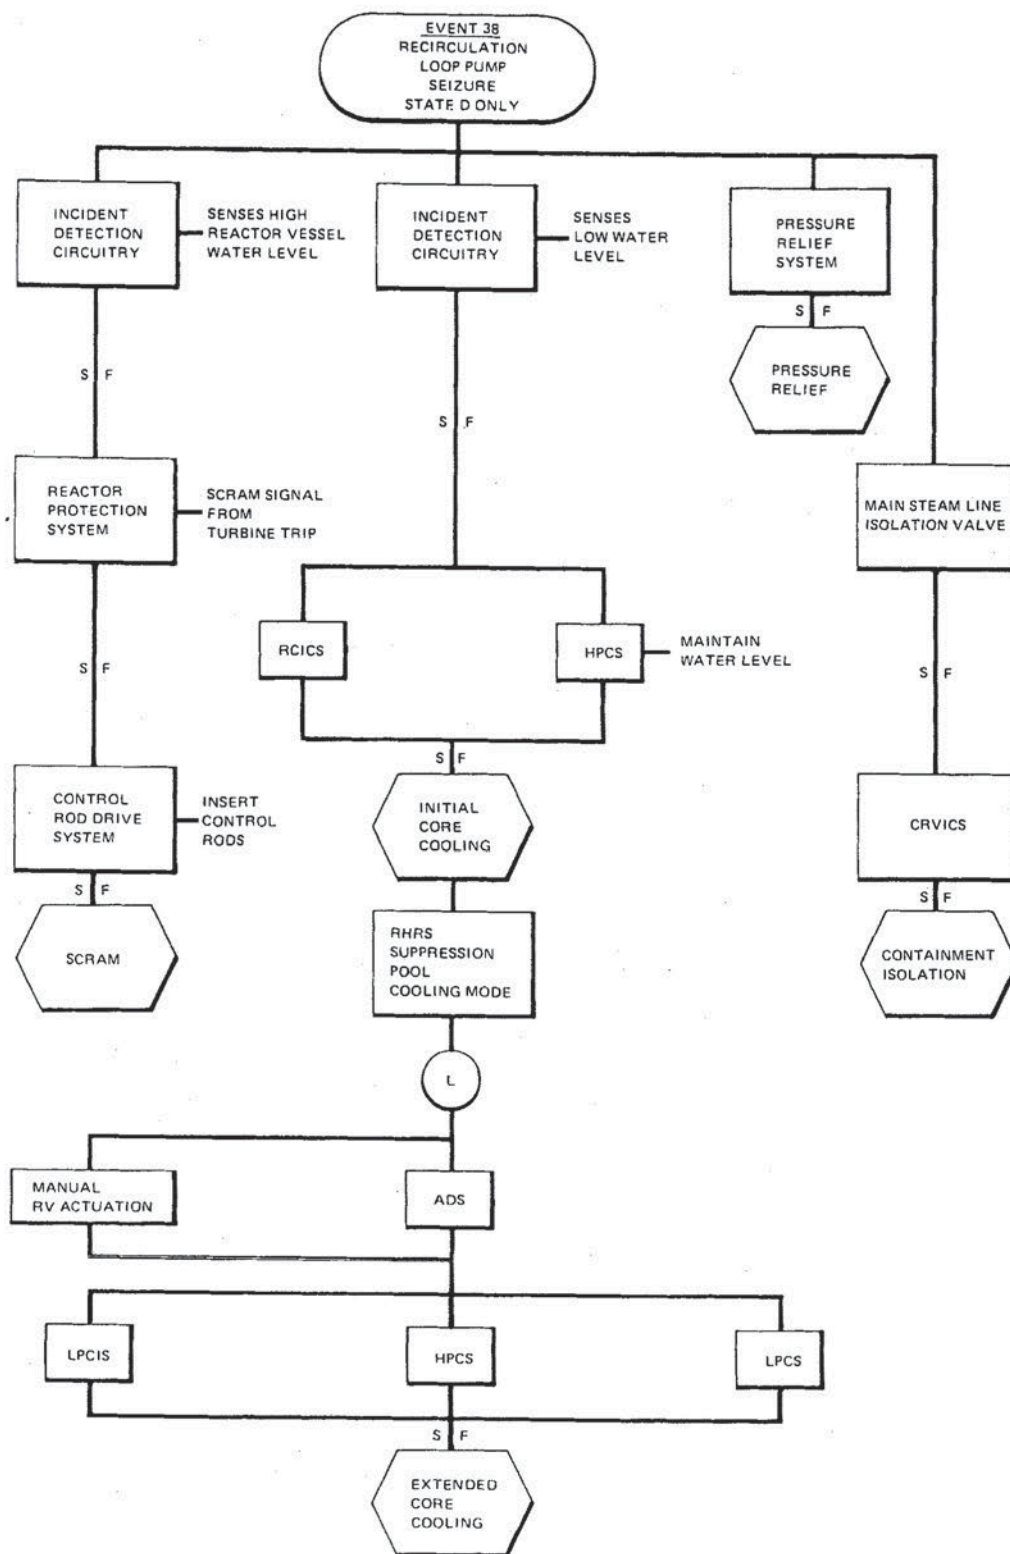 EVENT 38
RECIRCULATION
LOOP PUMP
SEIZURE
STATE D ONLY
INCIDENT
DETECTION
CIRCUITRY
SENSES HIGH
REACTOR VESSEL
WATER LEVEL
INCIDENT
DETECTION
CIRCUITRY
SENSES
LOW WATER
LEVEL
PRESSURE
RELIEF
SYSTEM
S F
PRESSURE
RELIEF
S F
S F
REACTOR
PROTECTION
SYSTEM
SCRAM SIGNAL
FROM
TURBINE TRIP
MAIN STEAM LINE
ISOLATION VALVE
RCICS
HPCS
MAINTAIN
WATER LEVEL
S F
S F
S F
CONTROL
ROD DRIVE
SYSTEM
INSERT
CONTROL
RODS
INITIAL
CORE
COOLING
CRVICS
S F
S F
SCRAM
RHRS
SUPPRESSION
POOL
COOLING MODE
CONTAINMENT
ISOLATION
L
MANUAL
RV ACTUATION
ADS
LPCIS
HPCS
LPCS
S F
EXTENDED
CORE
COOLING